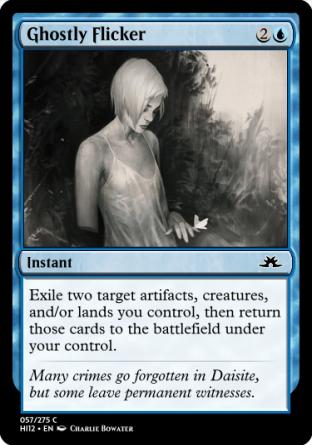 Ghostly Flicker 2
Instant
Exile two target artifacts, creatures,
and/or lands you control, then return
those cards to the battlefield under
your control.
Many crimes go forgotten in Daisite,
but some leave permanent witnesses.
057/275 C
HI12 • EN CHARLIE BOWATER